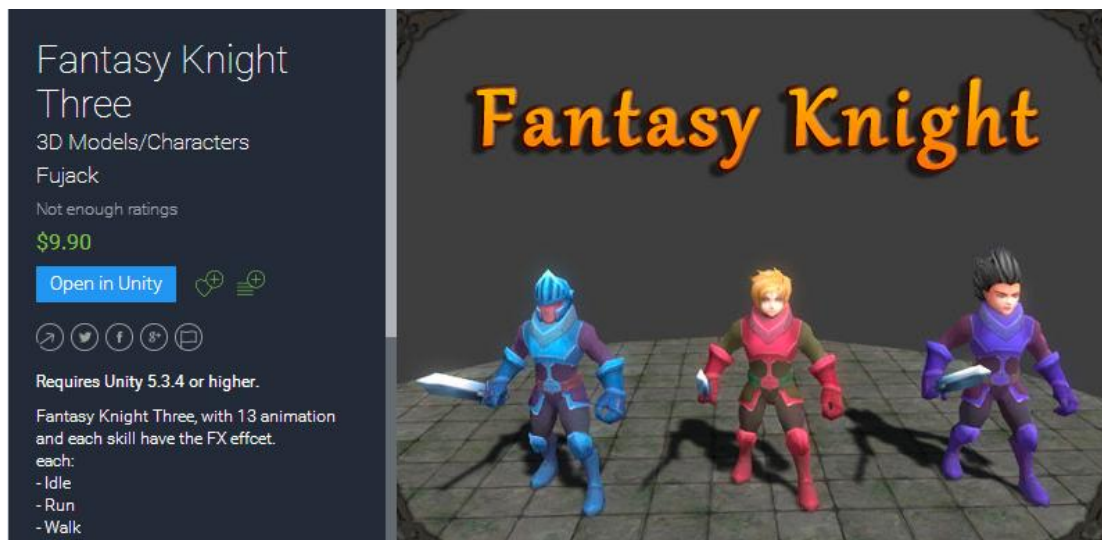 Fantasy Knight
Three
3D Models/Characters
Fujack
Not enough ratings
$9.90
Open in Unity
Requires Unity 5.3.4 or higher.
Fantasy Knight Three, with 13 animation
and each skill have the FX effcet.
each:
- Idle
- Run
- Walk
Fantasy Knight